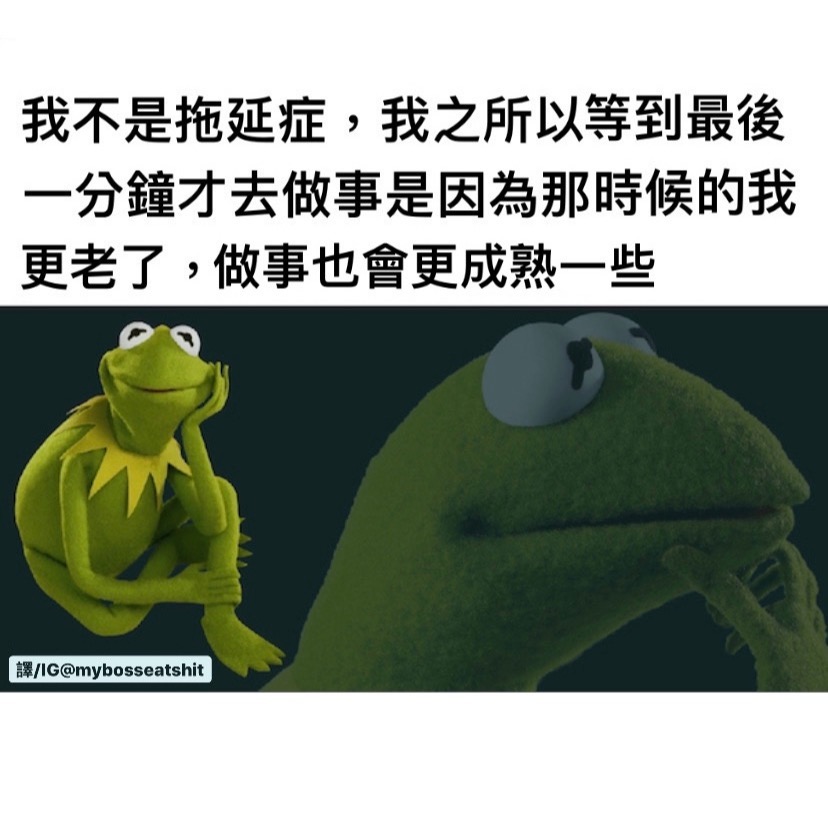 我不是拖延症，我之所以等到最後
一分鐘才去做事是因為那時候的我
更老了，做事也會更成熟一些
譯/IG@mybosseatshit